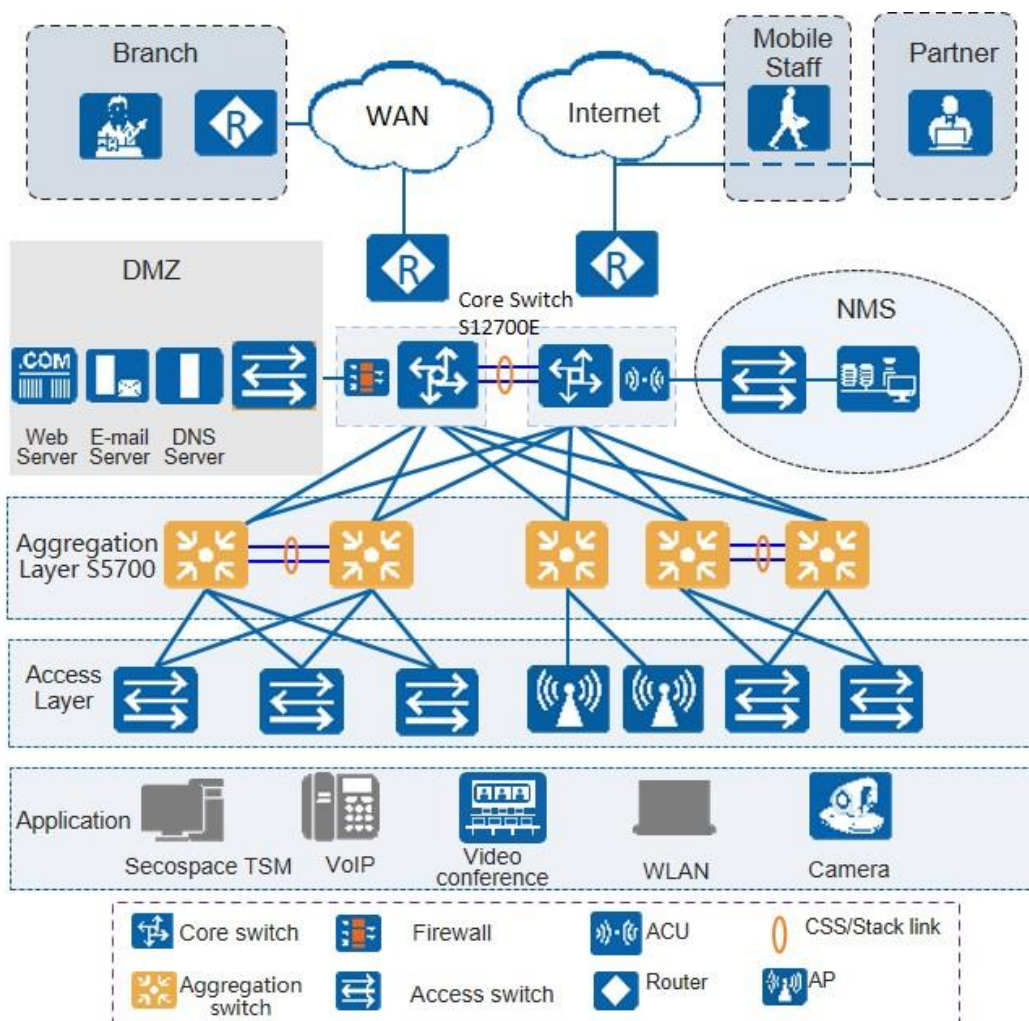 Branch
WAN
Internet
Mobile
Staff
Partner
R
R
R
DMZ
Core Switch
S12700E
NMS
.COM
Web
Server
E-mail
Server
DNS
Server
Aggregation
Layer S5700
Access
Layer
Application
Secospace TSM
VoIP
Video
conference
WLAN
Camera
Core switch
Firewall
ACU
CSS/Stack link
Aggregation
switch
Access switch
Router
AP